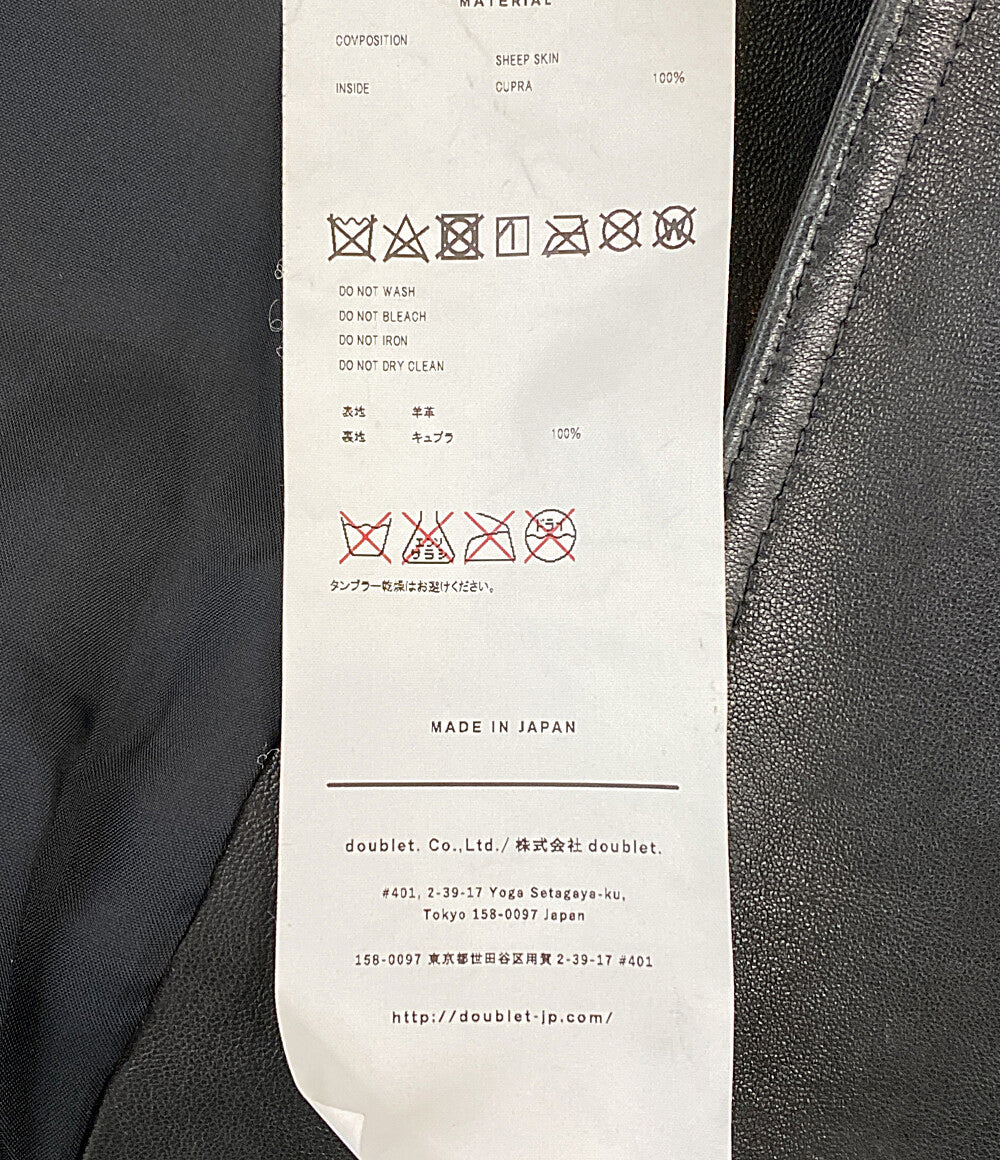 MATERIAL
COMPOSITION
SHEEP SKIN
INSIDE CUPRA 100%
W
DO NOT WASH
DO NOT BLEACH
DO NOT IRON
DO NOT DRY CLEAN
表地 羊革
裏地 キュプラ 100%
エンソ
サラシ
ドライ
タンブラー乾燥はお避けください。
MADE IN JAPAN
doublet. Co.,Ltd./ 株式会社 doublet.
#401, 2-39-17 Yoga Setagaya-ku,
Tokyo 158-0097 Japan
158-0097 東京都世田谷区用賀 2-39-17 #401
http://doublet-jp.com/